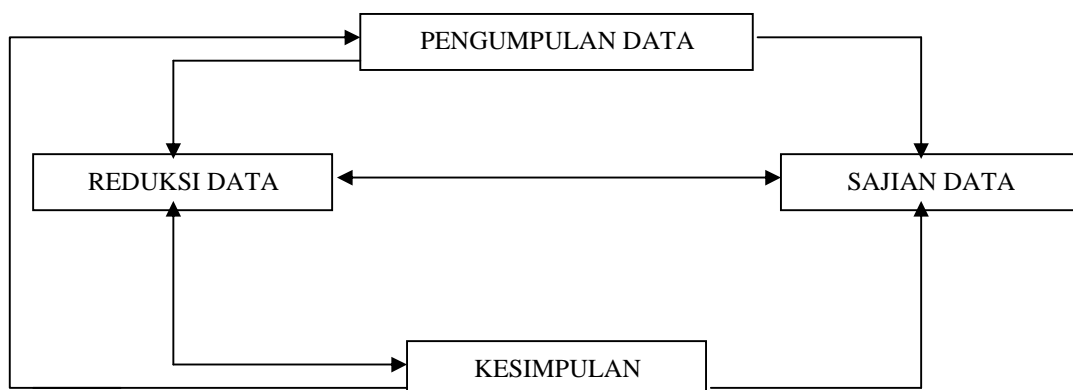 PENGUMPULAN DATA
REDUKSI DATA
SAJIAN DATA
KESIMPULAN